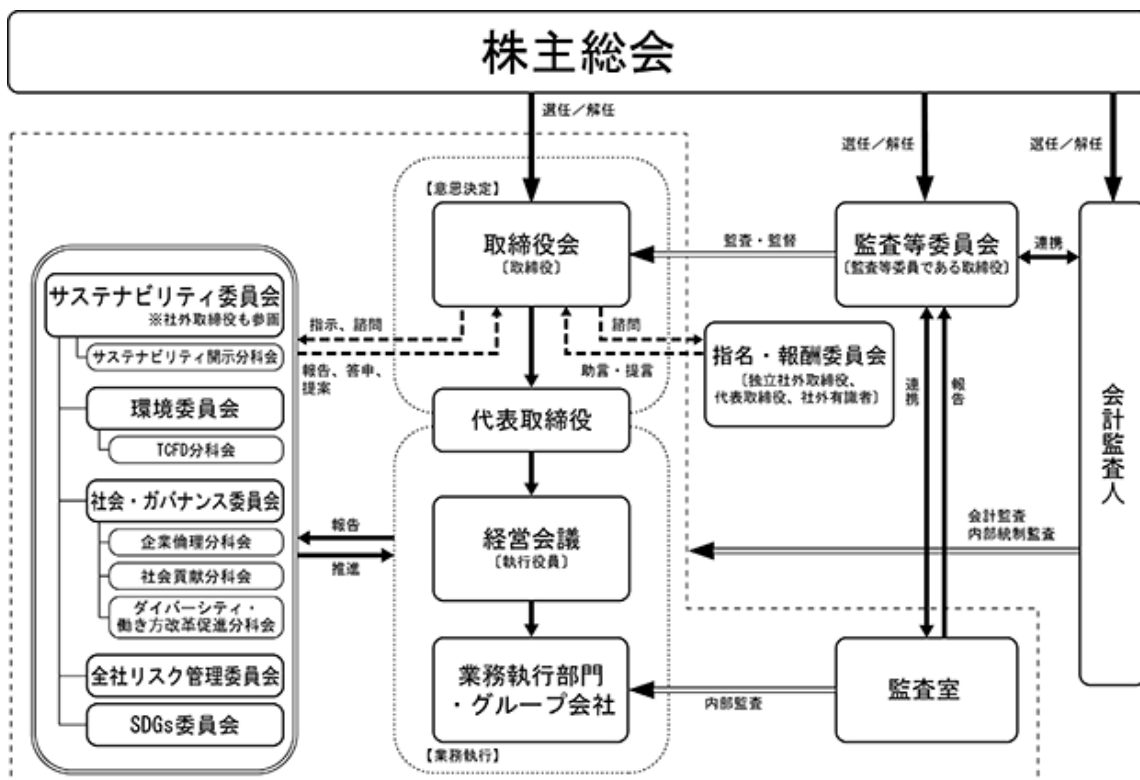 株主総会
選任／解任
選任／解任
選任／解任
【意思決定】
取締役会
〔取締役〕
監査・監督
監査等委員会
〔監査等委員である取締役〕
連携
サステナビリティ委員会
※社外取締役も参画
サステナビリティ開示分科会
環境委員会
TCFD分科会
社会・ガバナンス委員会
企業倫理分科会
社会貢献分科会
ダイバーシティ・
働き方改革促進分科会
全社リスク管理委員会
SDGs委員会
指示、諮問
報告、答申、
提案
諮問
助言・提言
指名・報酬委員会
〔独立社外取締役、
代表取締役、社外有識者〕
連携
報告
会計監査人
代表取締役
報告
推進
経営会議
〔執行役員〕
会計監査
内部統制監査
業務執行部門
・グループ会社
内部監査
監査室
【業務執行】